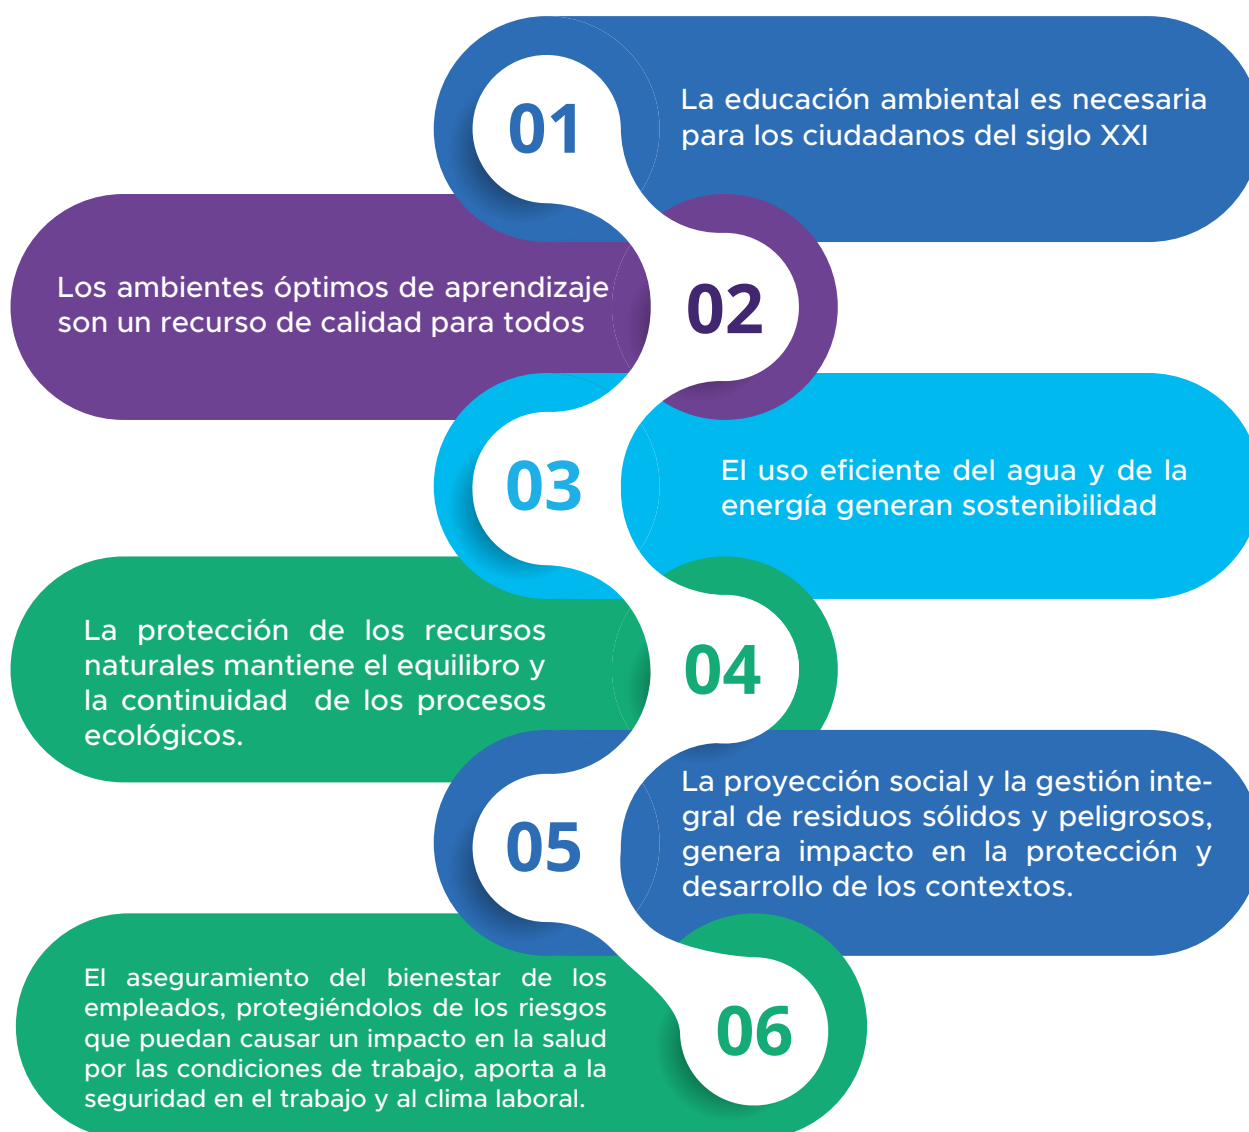 01
La educación ambiental es necesaria
para los ciudadanos del siglo XXI
02
Los ambientes óptimos de aprendizaje
son un recurso de calidad para todos
03
El uso eficiente del agua y de la
energía generan sostenibilidad
04
La protección de los recursos
naturales mantiene el equilibro y
la continuidad de los procesos
ecológicos.
05
La proyección social y la gestión inte-
gral de residuos sólidos y peligrosos,
genera impacto en la protección y
desarrollo de los contextos.
06
El aseguramiento del bienestar de los
empleados, protegiéndolos de los riesgos
que puedan causar un impacto en la salud
por las condiciones de trabajo, aporta a la
seguridad en el trabajo y al clima laboral.